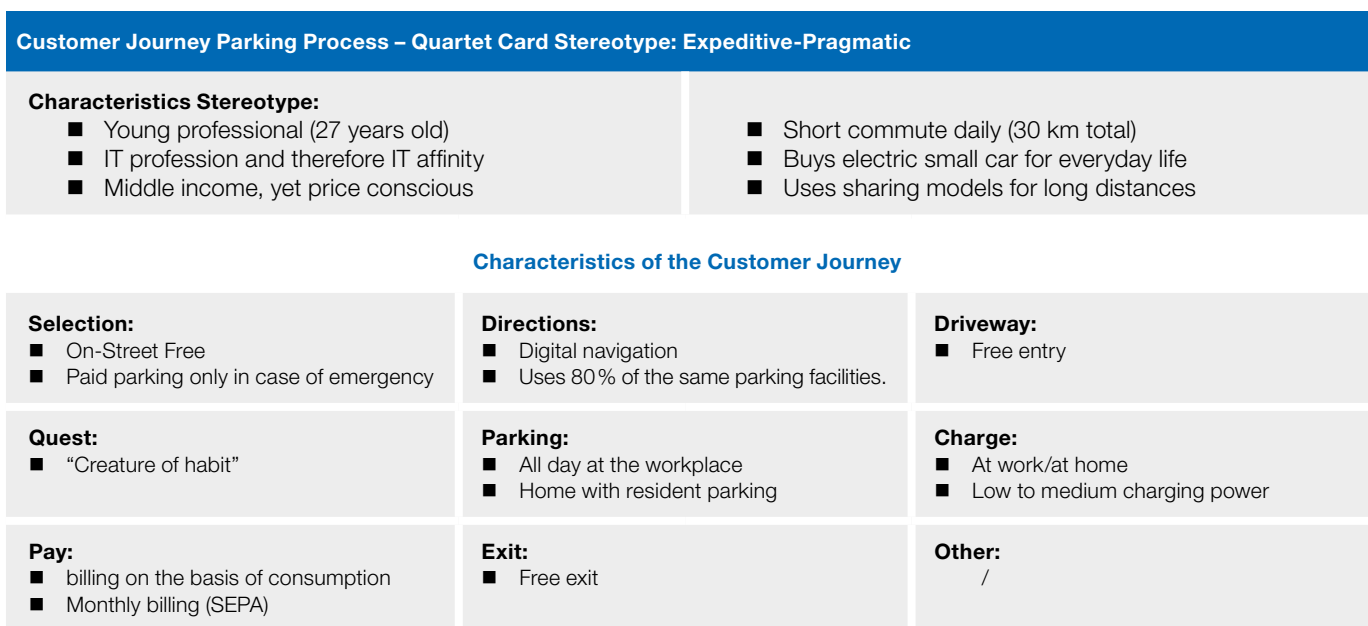 Customer Journey Parking Process – Quartet Card Stereotype: Expeditive-Pragmatic
Characteristics Stereotype:
■ Young professional (27 years old)
■ IT profession and therefore IT affinity
■ Middle income, yet price conscious
■ Short commute daily (30 km total)
■ Buys electric small car for everyday life
■ Uses sharing models for long distances
Characteristics of the Customer Journey
Selection:
■ On-Street Free
■ Paid parking only in case of emergency
Directions:
■ Digital navigation
■ Uses 80% of the same parking facilities.
Driveway:
■ Free entry
Quest:
■ “Creature of habit”
Parking:
■ All day at the workplace
■ Home with resident parking
Charge:
■ At work/at home
■ Low to medium charging power
Pay:
■ billing on the basis of consumption
■ Monthly billing (SEPA)
Exit:
■ Free exit
Other:
/